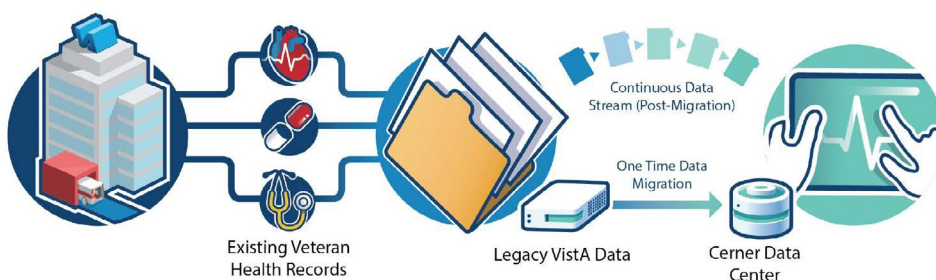 Continuous Data
Stream (Post-Migration)
One Time Data
Migration
Existing Veteran
Health Records
Legacy VistA Data
Cerner Data
Center